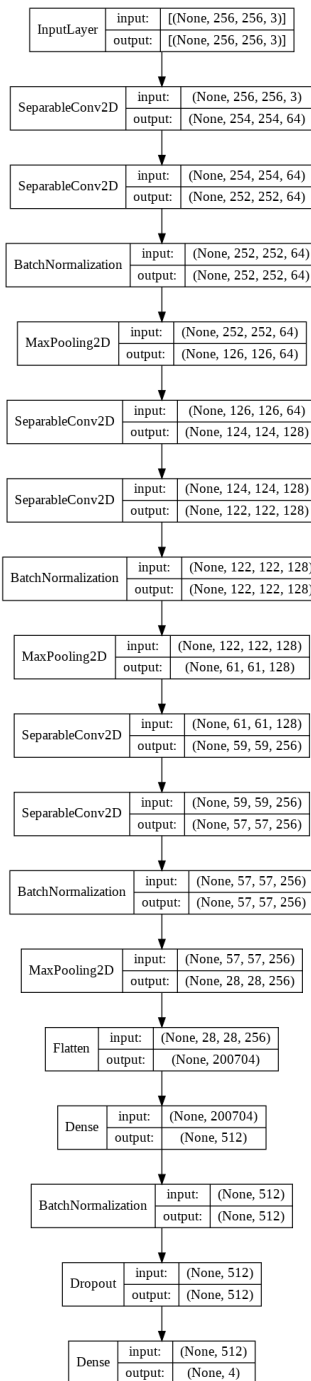 InputLayer input: [(None, 256, 256, 3)]
output: [(None, 256, 256, 3)]
SeparableConv2D input: (None, 256, 256, 3)
output: (None, 254, 254, 64)
SeparableConv2D input: (None, 254, 254, 64)
output: (None, 252, 252, 64)
BatchNormalization input: (None, 252, 252, 64)
output: (None, 252, 252, 64)
MaxPooling2D input: (None, 252, 252, 64)
output: (None, 126, 126, 64)
SeparableConv2D input: (None, 126, 126, 64)
output: (None, 124, 124, 128)
SeparableConv2D input: (None, 124, 124, 128)
output: (None, 122, 122, 128)
BatchNormalization input: (None, 122, 122, 128)
output: (None, 122, 122, 128)
MaxPooling2D input: (None, 122, 122, 128)
output: (None, 61, 61, 128)
SeparableConv2D input: (None, 61, 61, 128)
output: (None, 59, 59, 256)
SeparableConv2D input: (None, 59, 59, 256)
output: (None, 57, 57, 256)
BatchNormalization input: (None, 57, 57, 256)
output: (None, 57, 57, 256)
MaxPooling2D input: (None, 57, 57, 256)
output: (None, 28, 28, 256)
Flatten input: (None, 28, 28, 256)
output: (None, 200704)
Dense input: (None, 200704)
output: (None, 512)
BatchNormalization input: (None, 512)
output: (None, 512)
Dropout input: (None, 512)
output: (None, 512)
Dense input: (None, 512)
output: (None, 4)